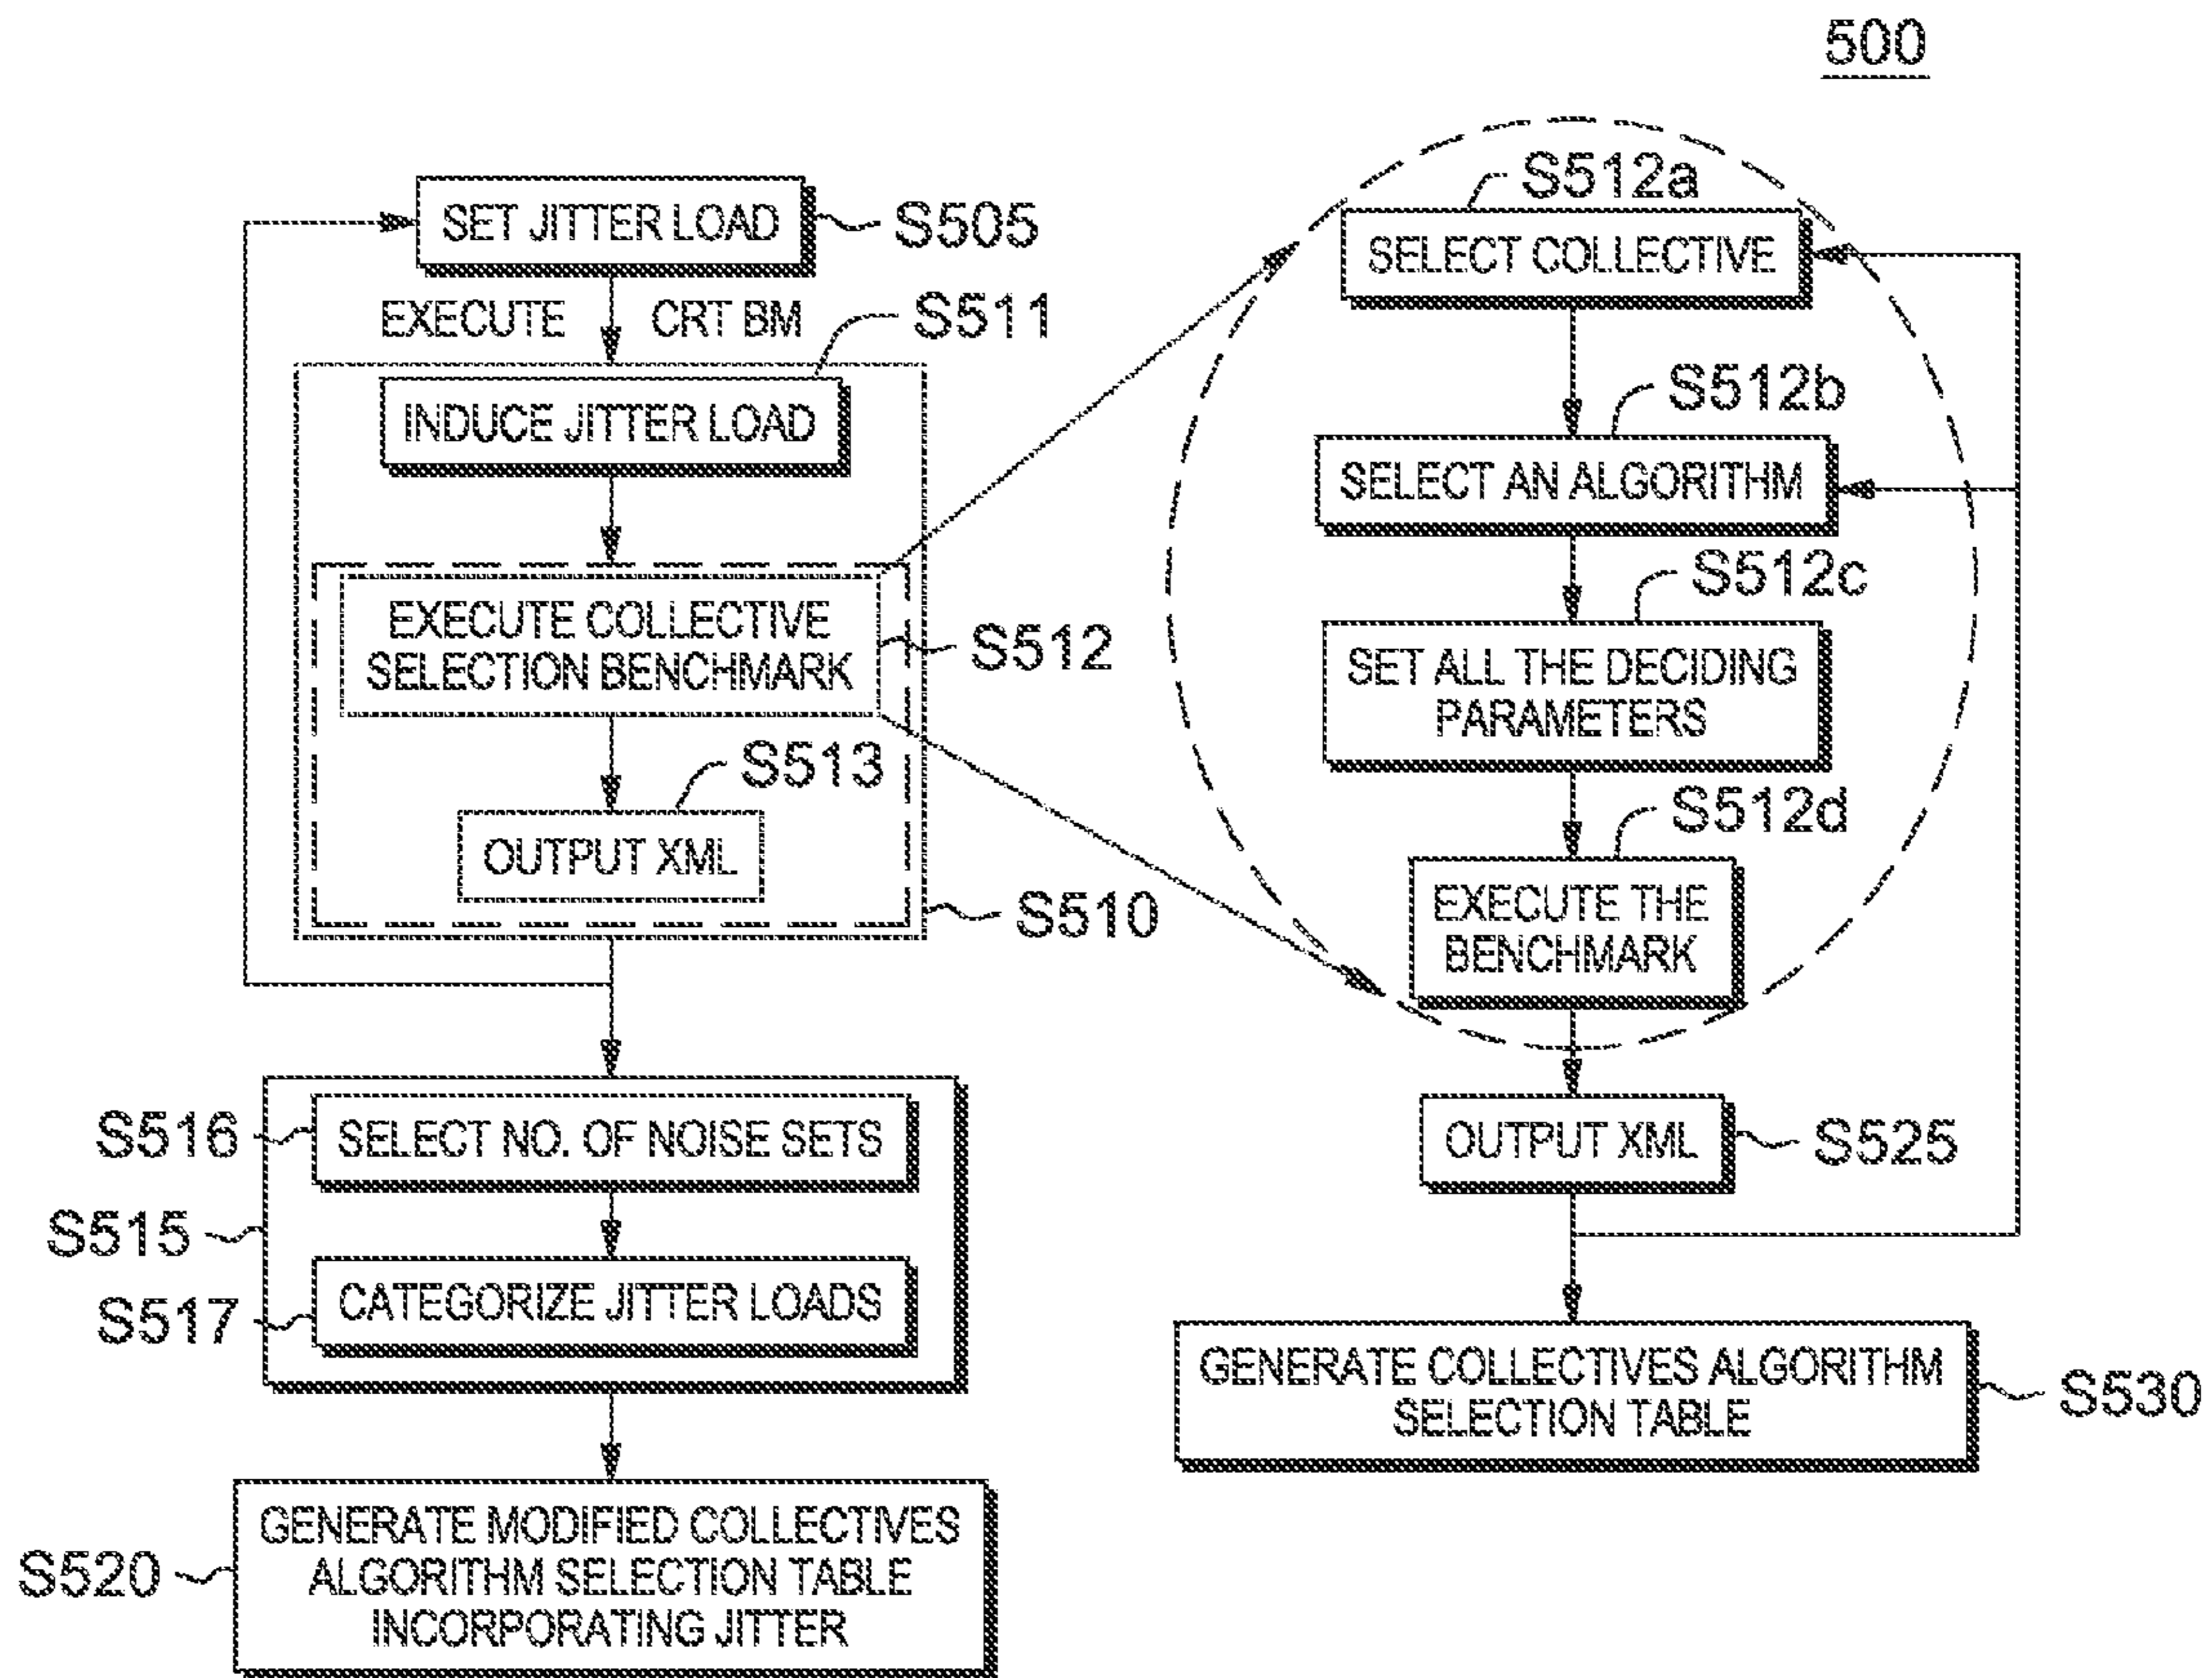 500
SET JITTER LOAD
S505
EXECUTE
CRT BM
S511
INDUCE JITTER LOAD
EXECUTE COLLECTIVE
SELECTION BENCHMARK
S512
S513
OUTPUT XML
S510
S516
SELECT NO. OF NOISE SETS
S515
S517
CATEGORIZE JITTER LOADS
S520
GENERATE MODIFIED COLLECTIVES
ALGORITHM SELECTION TABLE
INCORPORATING JITTER
S512a
SELECT COLLECTIVE
S512b
SELECT AN ALGORITHM
S512c
SET ALL THE DECIDING
PARAMETERS
S512d
EXECUTE THE
BENCHMARK
OUTPUT XML
S525
GENERATE COLLECTIVES ALGORITHM
SELECTION TABLE
S530